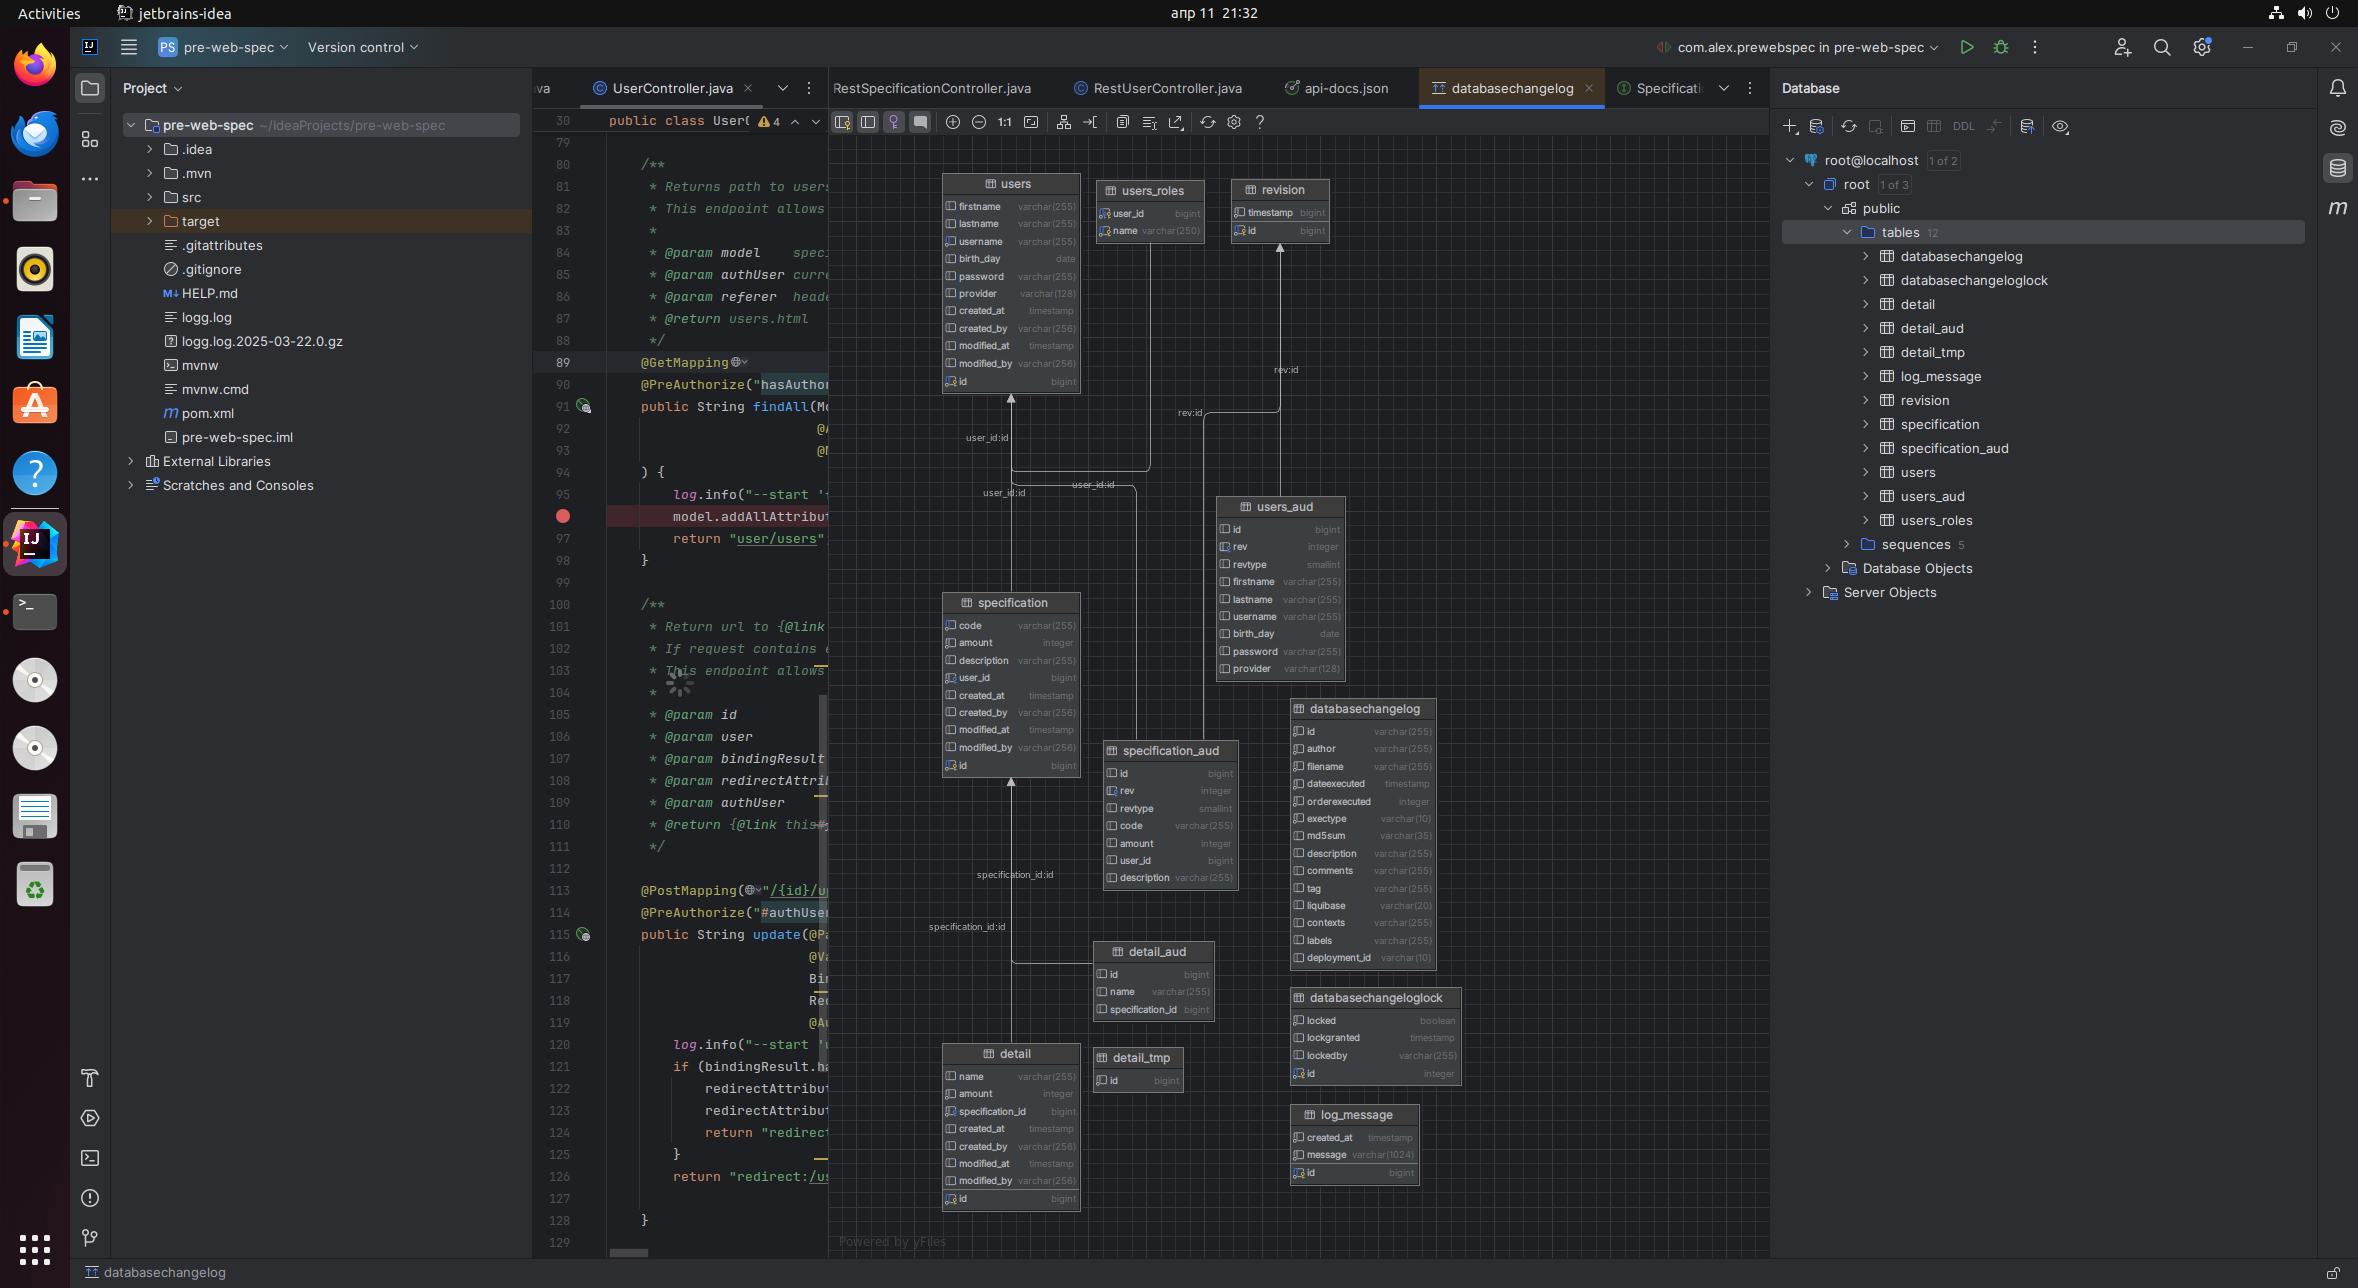 Activities
jetbrains-idea
апр 11 21:32
PS pre-web-spec
Version control
com.alex.prewebspec in pre-web-spec
Project
pre-web-spec ~/IdeaProjects/pre-web-spec
.idea
.mvn
src
target
.gitattributes
.gitignore
HELP.md
logg.log
logg.log.2025-03-22.0.gz
mvnw
mvnw.cmd
pom.xml
pre-web-spec.iml
External Libraries
Scratches and Consoles
ava
UserController.java
30 public class User
4
79
80 /**
81 * Returns path to users
82 * This endpoint allows
83 *
84 * @param model speci
85 * @param authUser curre
86 * @param referer heade
87 * @return users.html
88 */
89 @GetMapping
90 @PreAuthorize("hasAuthor
91 public String findAll(Mo
92 @A
93
94 ) {
95 log.info("--start '
96 model.addAllAttribut
97 return "user/users"
98 }
99
100 /**
101 * Return url to {@link
102 * If request contains e
103 * This endpoint allows
104 *
105 * @param id
106 * @param user
107 * @param bindingResult
108 * @param redirectAttrib
109 * @param authUser
110 * @return {@link this#
111 */
112
113 @PostMapping("/{id}/u
114 @PreAuthorize("#authUser
115 public String update(@Pa
116 @Va
117 Bin
118 Red
119 @Au
120 log.info("--start 'u
121 if (bindingResult.ha
122 redirectAttribut
123 redirectAttribut
124 return "redirect
125 }
126 return "redirect:/us
127
128 }
129
RestSpecificationController.java
RestUserController.java
api-docs.json
databasechangelog
Specificati
1:1
users
firstname varchar(255)
lastname varchar(255)
username varchar(255)
birth_day date
password varchar(255)
provider varchar(128)
created_at timestamp
created_by varchar(256)
modified_at timestamp
modified_by varchar(256)
id bigint
users_roles
user_id bigint
name varchar(250)
revision
timestamp bigint
id bigint
rev:id
rev:id
user_id:id
user_id:id
user_id:id
users_aud
id bigint
rev integer
revtype smallint
firstname varchar(255)
lastname varchar(255)
username varchar(255)
birth_day date
password varchar(255)
provider varchar(128)
specification
code varchar(255)
amount integer
description varchar(255)
user_id bigint
created_at timestamp
created_by varchar(256)
modified_at timestamp
modified_by varchar(256)
id bigint
specification_aud
id bigint
rev integer
revtype smallint
code varchar(255)
amount integer
user_id bigint
description varchar(255)
databasechangelog
id varchar(255)
author varchar(255)
filename varchar(255)
dateexecuted timestamp
orderexecuted integer
exectype varchar(10)
md5sum varchar(35)
description varchar(255)
comments varchar(255)
tag varchar(255)
liquibase varchar(20)
contexts varchar(255)
labels varchar(255)
deployment_id varchar(10)
specification_id:id
specification_id:id
detail_aud
id bigint
name varchar(255)
specification_id bigint
databasechangeloglock
locked boolean
lockgranted timestamp
lockedby varchar(255)
id integer
detail
name varchar(255)
amount integer
specification_id bigint
created_at timestamp
created_by varchar(256)
modified_at timestamp
modified_by varchar(256)
id bigint
detail_tmp
id bigint
log_message
created_at timestamp
message varchar(1024)
id bigint
Powered by yFiles
Database
DDL
root@localhost 1 of 2
root 1 of 3
public
tables 12
databasechangelog
databasechangeloglock
detail
detail_aud
detail_tmp
log_message
revision
specification
specification_aud
users
users_aud
users_roles
sequences 5
Database Objects
Server Objects
databasechangelog